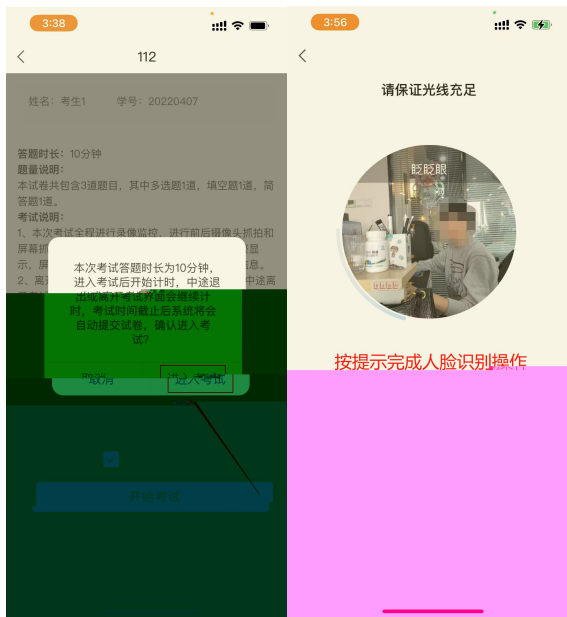 3:38
112
姓名：考生1 学号：20220407
答题时长：10分钟
题量说明：
本试卷共包含3道题目，其中多选题1道，填空题1道，简
答题1道。
考试说明：
1、本次考试全程进行录像监控，进行前后摄像头抓拍和
屏幕抓
示，屏
息。
2、离
中途离
本次考试答题时长为10分钟，
进入考试后开始计时，中途退
出或离开考试界面会继续计
时，考试时间截止后系统将会
自动提交试卷，确认进入考
试？
取消 进入考试
开始考试
3:56
请保证光线充足
眨眨眼
按提示完成人脸识别操作